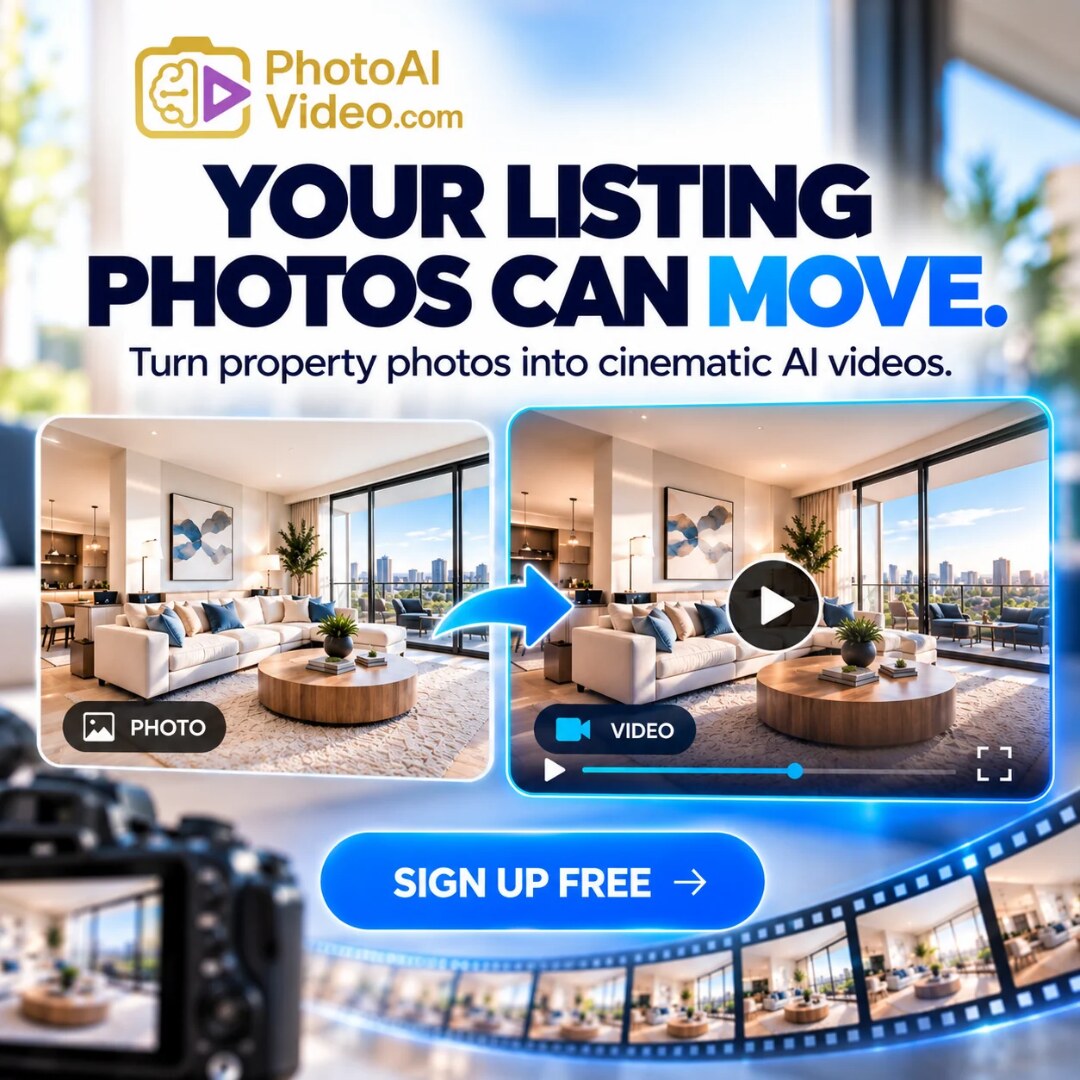 PhotoAI
Video.com
YOUR LISTING
PHOTOS CAN MOVE.
Turn property photos into cinematic AI videos.
PHOTO
VIDEO
SIGN UP FREE →